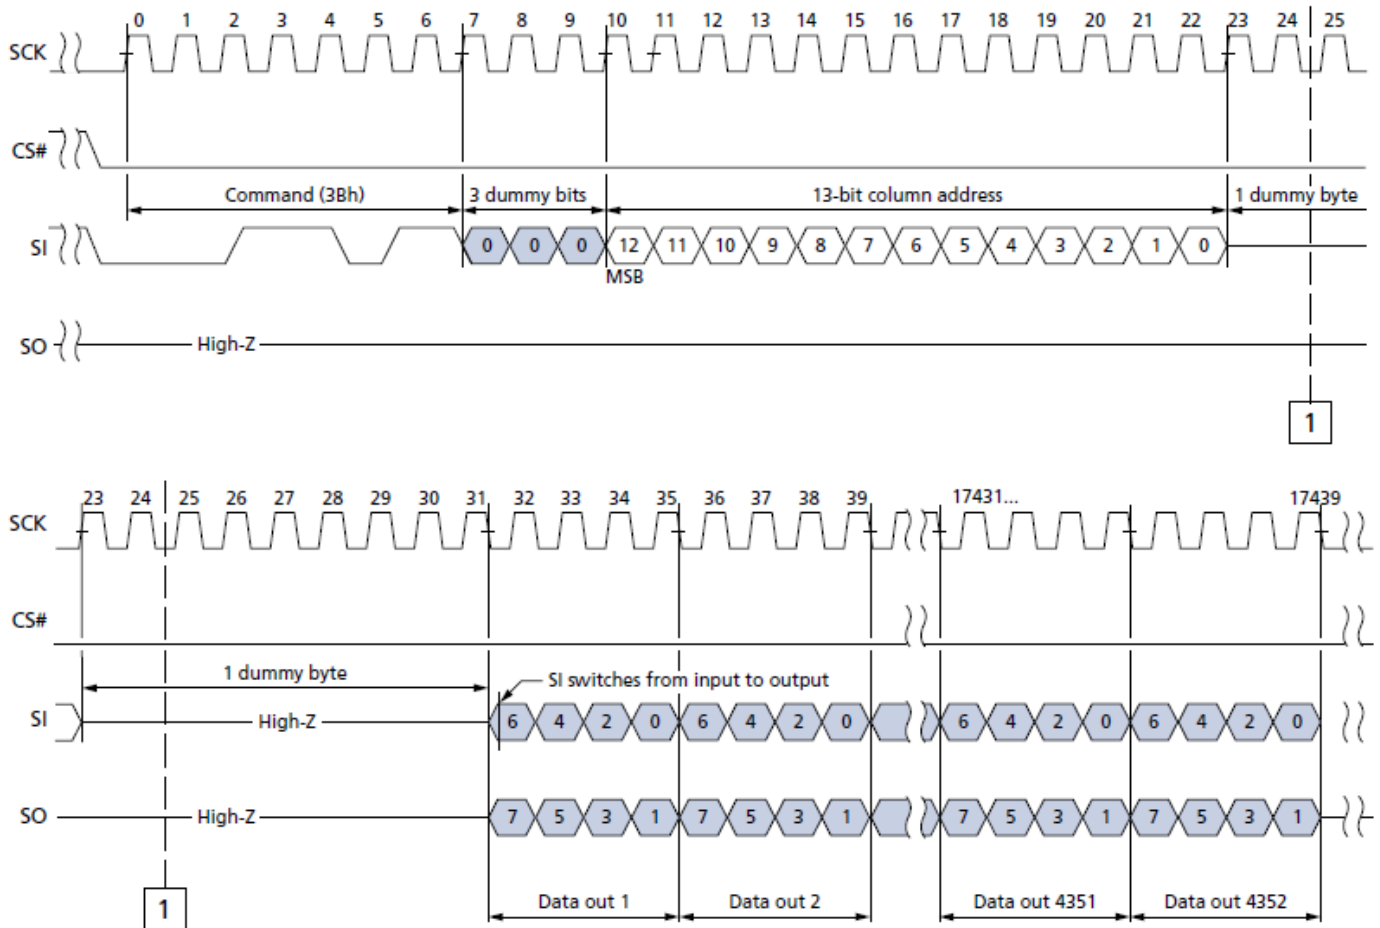 0 1 2 3 4 5 6 7 8 9 10 11 12 13 14 15 16 17 18 19 20 21 22 23 24 25
SCK
CS#
Command (3Bh) 3 dummy bits 13-bit column address 1 dummy byte
SI 0 0 0 12 11 10 9 8 7 6 5 4 3 2 1 0
MSB
SO High-Z
1
23 24 25 26 27 28 29 30 31 32 33 34 35 36 37 38 39 17431... 17439
SCK
CS#
1 dummy byte SI switches from input to output
SI High-Z 6 4 2 0 6 4 2 0 6 4 2 0 6 4 2 0
SO High-Z 7 5 3 1 7 5 3 1 7 5 3 1 7 5 3 1
1 Data out 1 Data out 2 Data out 4351 Data out 4352